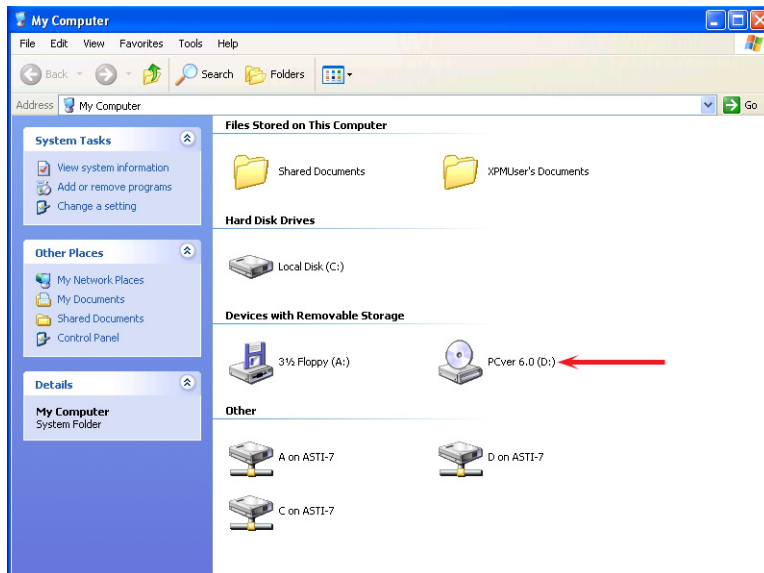 My Computer
File Edit View Favorites Tools Help
Back Search Folders
Address My Computer Go
System Tasks
View system information
Add or remove programs
Change a setting
Other Places
My Network Places
My Documents
Shared Documents
Control Panel
Details
My Computer
System Folder
Files Stored on This Computer
Shared Documents XPMUser's Documents
Hard Disk Drives
Local Disk (C:)
Devices with Removable Storage
3½ Floppy (A:) PCver 6.0 (D:)
Other
A on ASTI-7 D on ASTI-7
C on ASTI-7